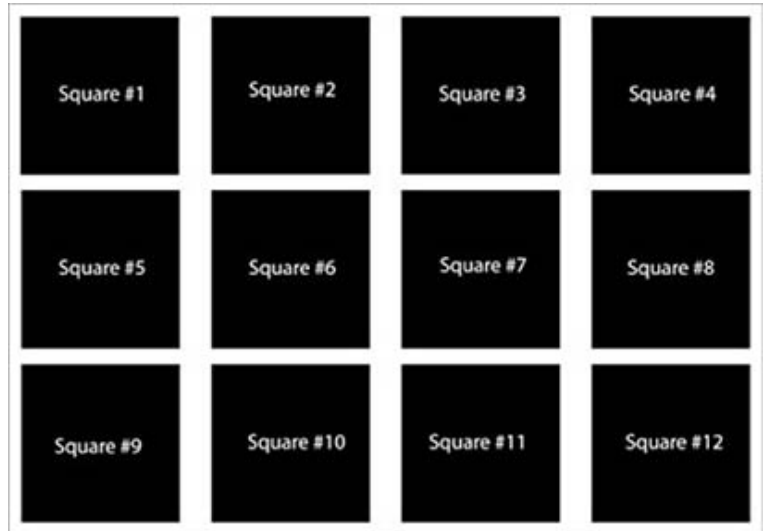 Square #1
Square #2
Square #3
Square #4
Square #5
Square #6
Square #7
Square #8
Square #9
Square #10
Square #11
Square #12